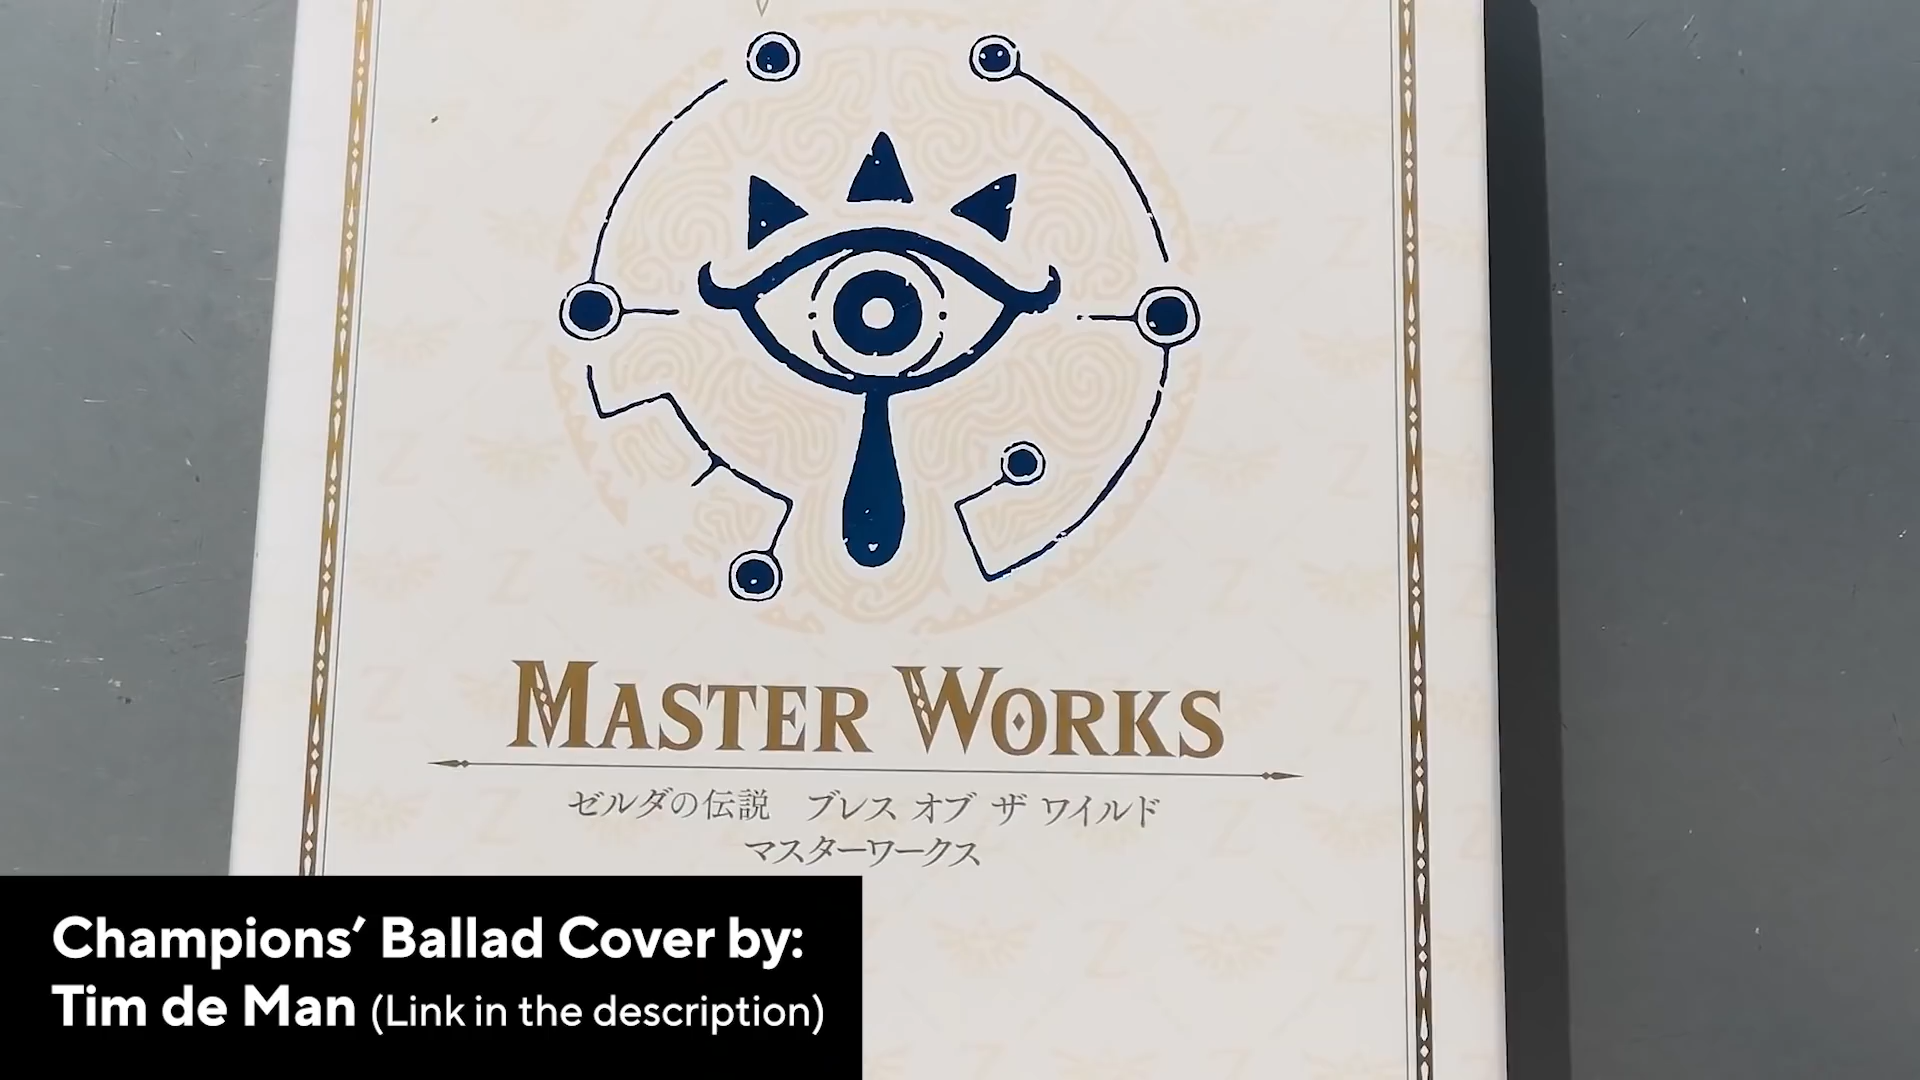 MASTER WORKS
ゼルダの伝説 ブレス オブ ザ ワイルド
マスターワークス
Champions’ Ballad Cover by:
Tim de Man (Link in the description)